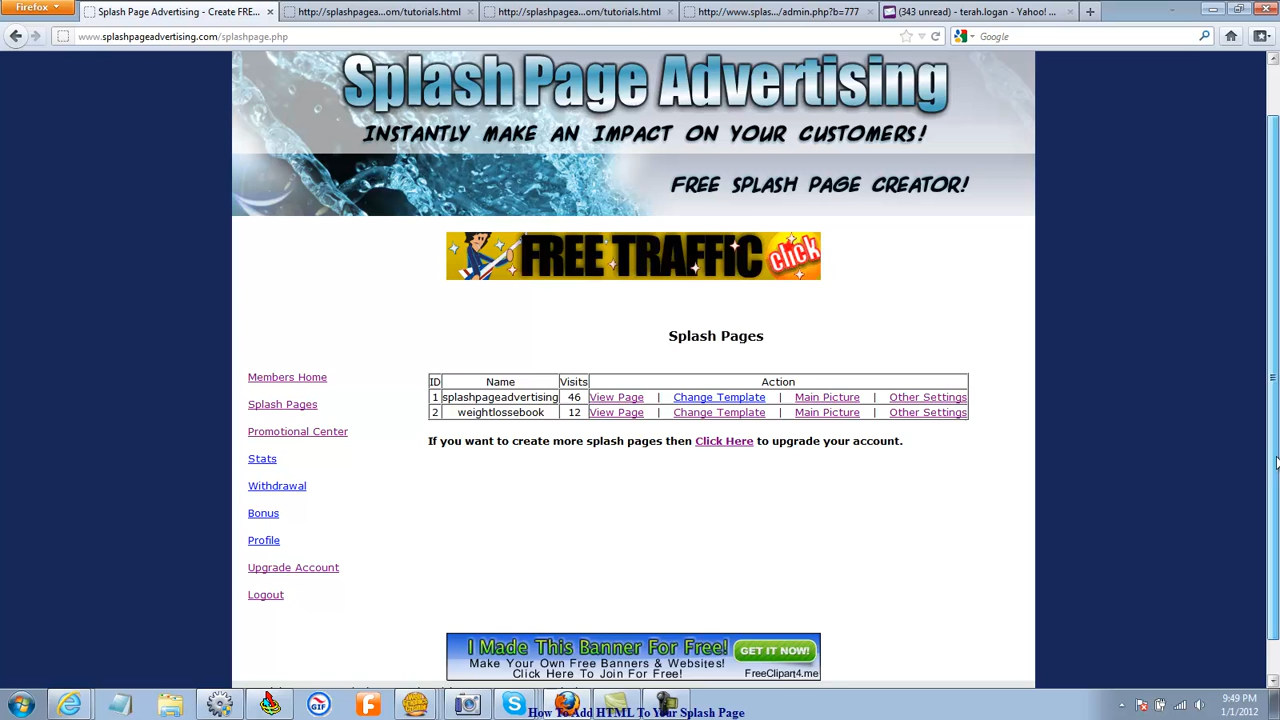 Firefox
Splash Page Advertising - Create FRE...
http://splashpagea...om/tutorials.html
http://splashpagea...om/tutorials.html
http://www.splas.../admin.php?b=777
(343 unread) - terah.logan - Yahoo! ...
www.splashpageadvertising.com/splashpage.php
Google
Splash Page Advertising
INSTANTLY MAKE AN IMPACT ON YOUR CUSTOMERS!
FREE SPLASH PAGE CREATOR!
FREE TRAFFIC click
Splash Pages
Members Home
Splash Pages
Promotional Center
Stats
Withdrawal
Bonus
Profile
Upgrade Account
Logout
ID Name Visits Action
1 splashpageadvertising 46 View Page | Change Template | Main Picture | Other Settings
2 weightlossebook 12 View Page | Change Template | Main Picture | Other Settings
If you want to create more splash pages then Click Here to upgrade your account.
I Made This Banner For Free!
Make Your Own Free Banners & Websites!
Click Here To Join For Free!
GET IT NOW!
FreeClipart4.me
GIF
How To Add HTML To Your Splash Page
9:49 PM
1/1/2012